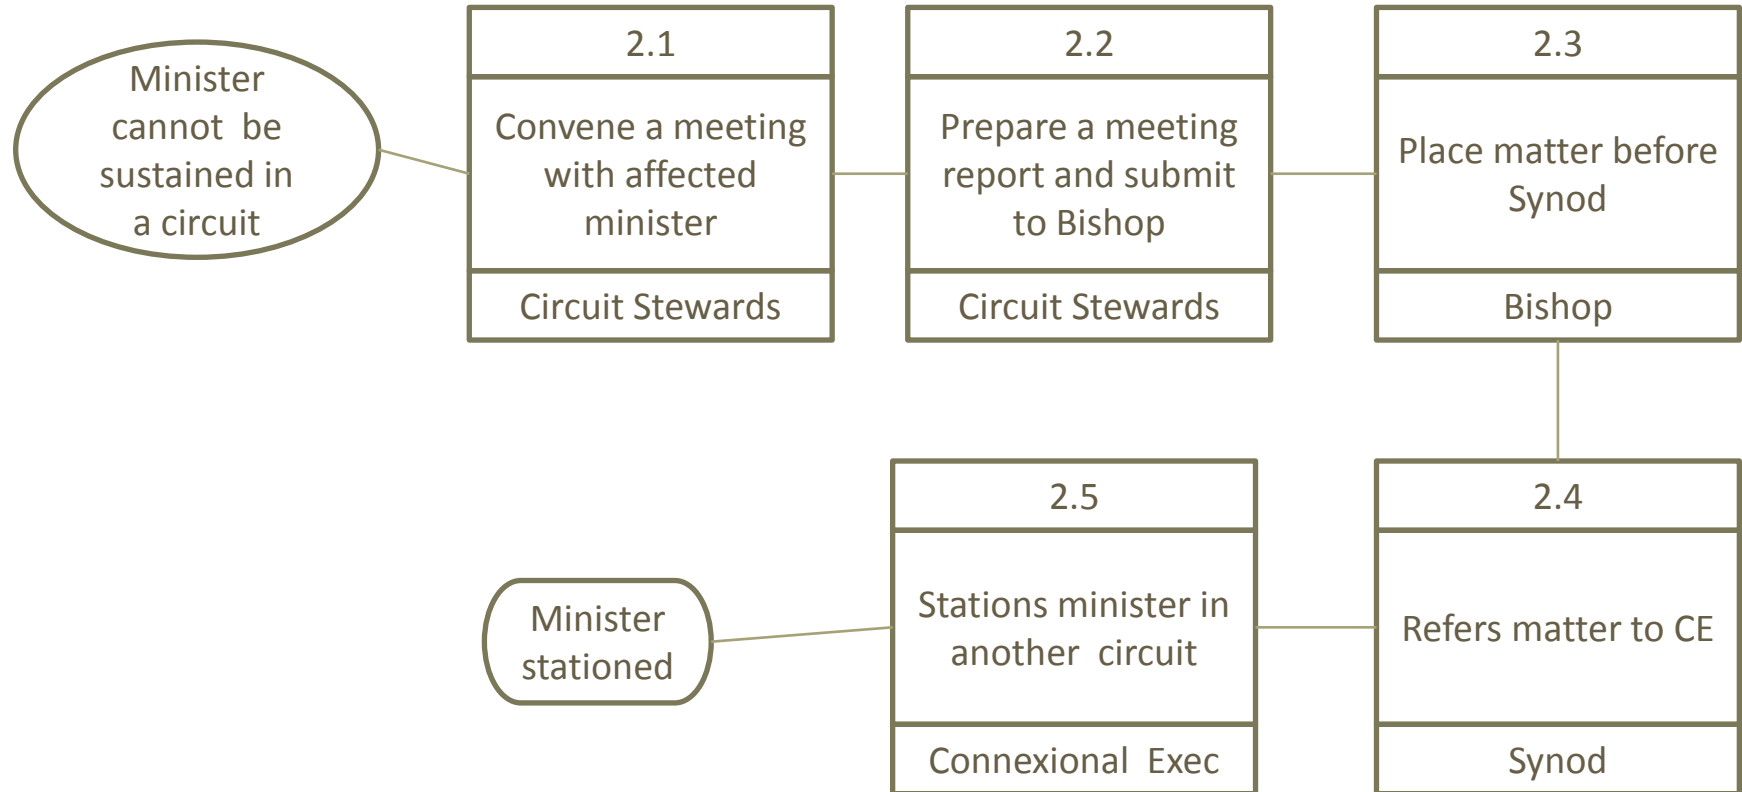 Minister
cannot be
sustained in
a circuit
2.1
Convene a meeting
with affected
minister
Circuit Stewards
2.2
Prepare a meeting
report and submit
to Bishop
Circuit Stewards
2.3
Place matter before
Synod
Bishop
2.4
Refers matter to CE
Synod
2.5
Stations minister in
another circuit
Connexional Exec
Minister
stationed